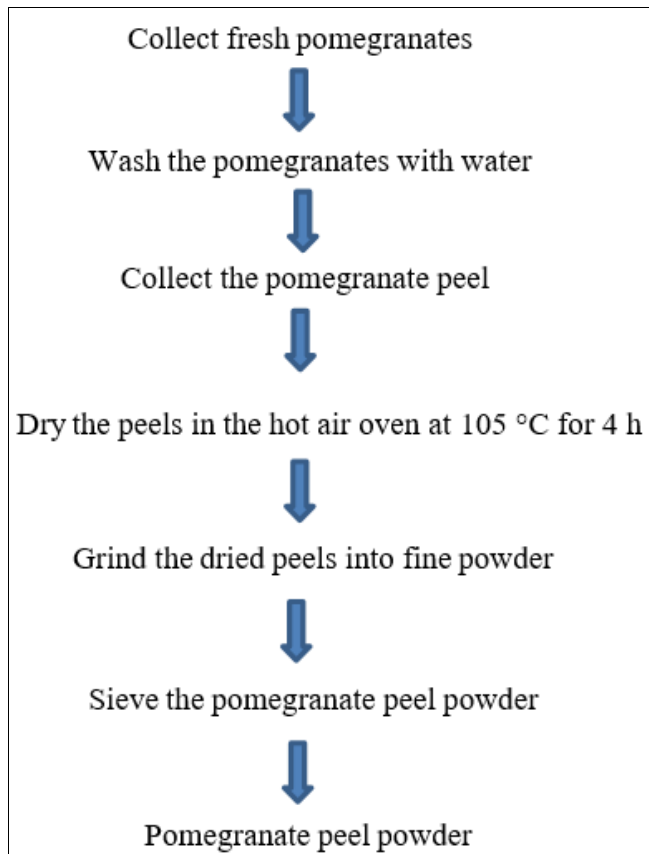 Collect fresh pomegranates
Wash the pomegranates with water
Collect the pomegranate peel
Dry the peels in the hot air oven at 105 °C for 4 h
Grind the dried peels into fine powder
Sieve the pomegranate peel powder
Pomegranate peel powder